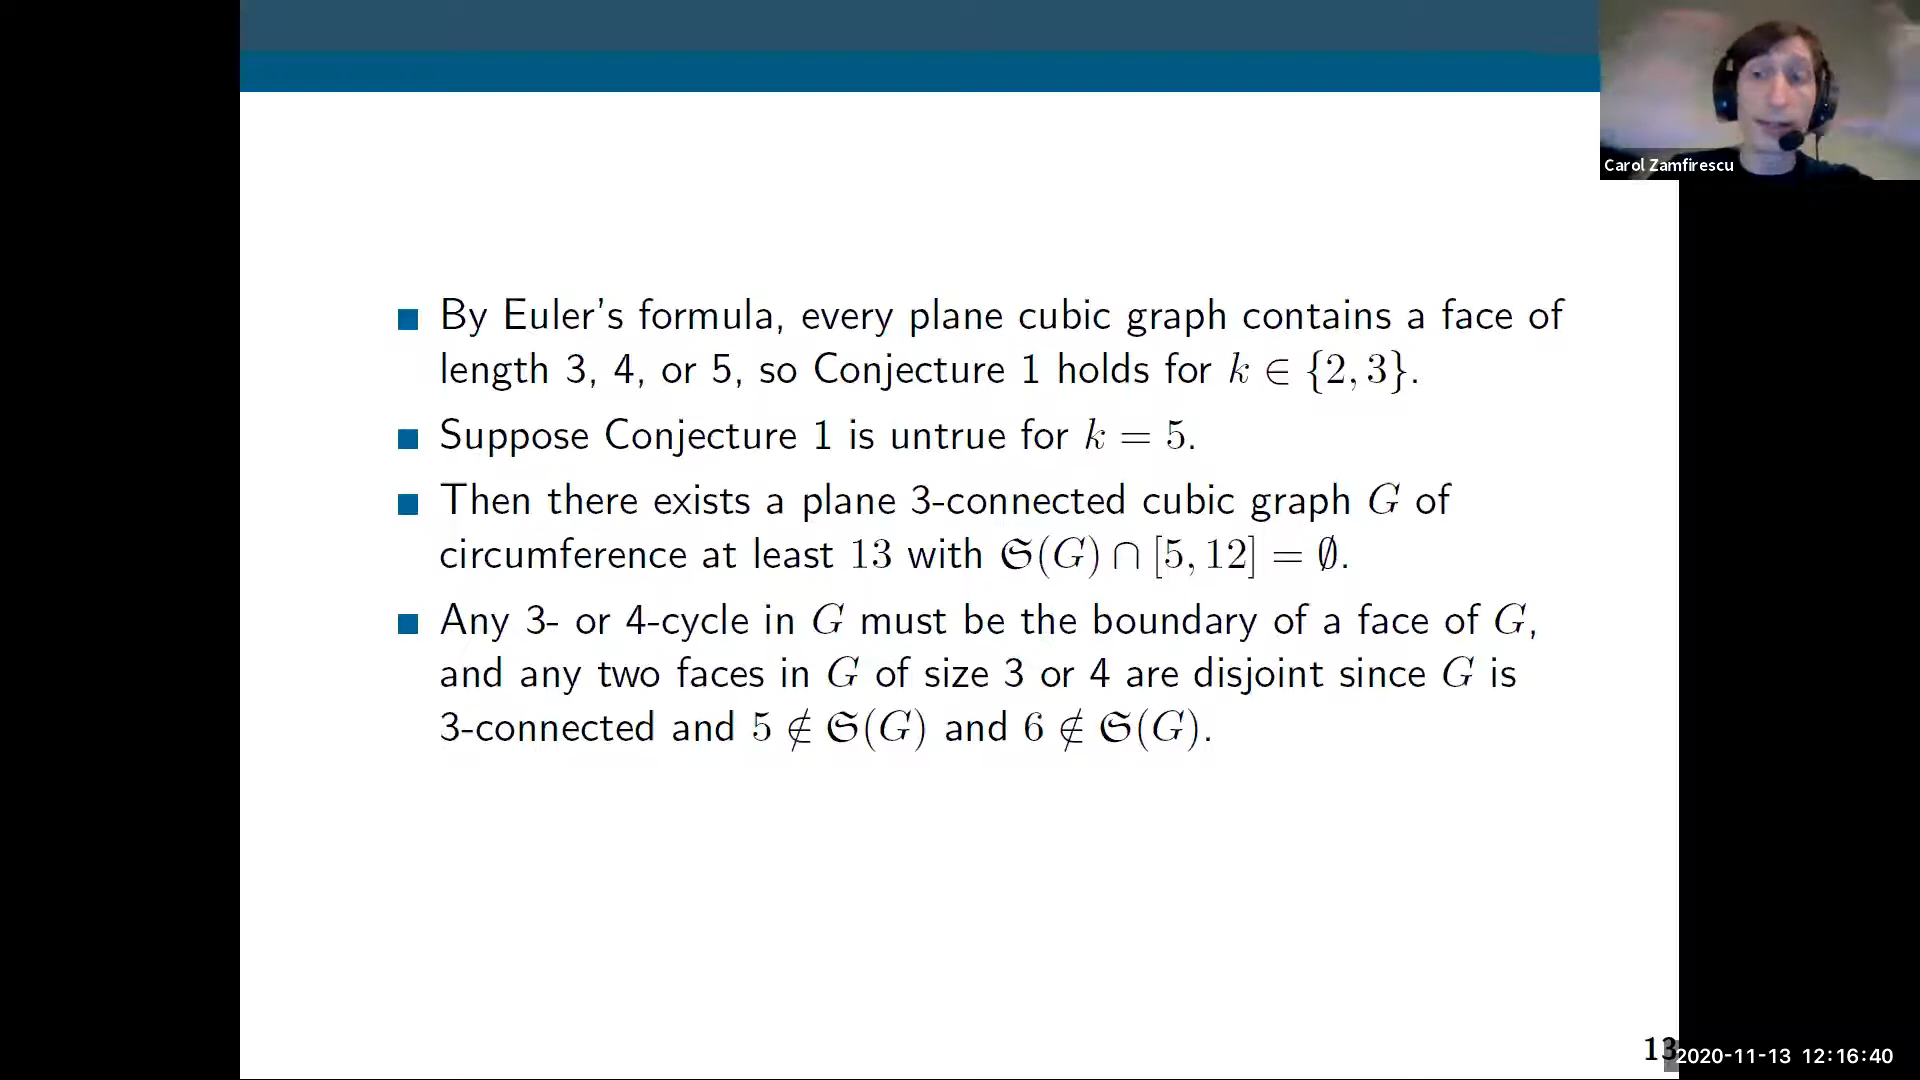 Carol Zamfirescu
By Euler's formula, every plane cubic graph contains a face of
length 3, 4, or 5, so Conjecture 1 holds for k ∈ {2, 3}.
Suppose Conjecture 1 is untrue for k = 5.
Then there exists a plane 3-connected cubic graph G of
circumference at least 13 with 𝔖(G) ∩ [5, 12] = ∅.
Any 3- or 4-cycle in G must be the boundary of a face of G,
and any two faces in G of size 3 or 4 are disjoint since G is
3-connected and 5 ∉ 𝔖(G) and 6 ∉ 𝔖(G).
13
2020-11-13 12:16:40